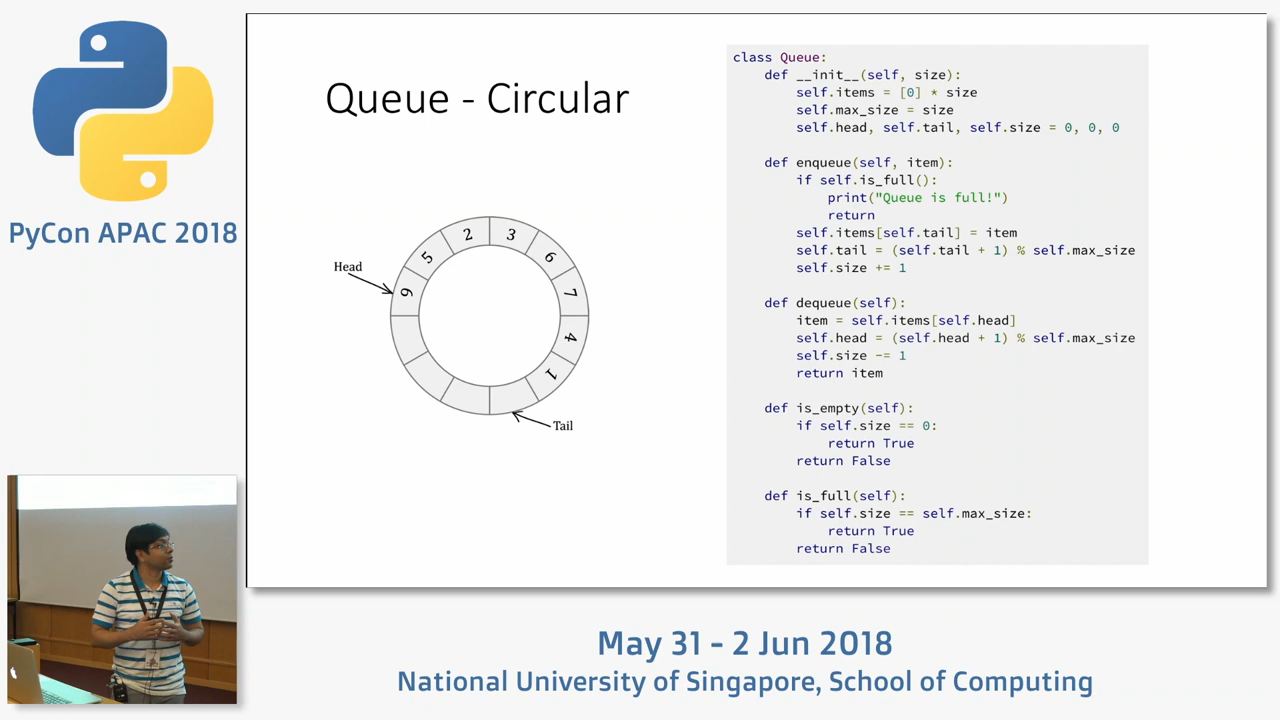 PyCon APAC 2018
Queue - Circular
Head
9
5
2
3
6
7
4
1
Tail
class Queue:
    def __init__(self, size):
        self.items = [0] * size
        self.max_size = size
        self.head, self.tail, self.size = 0, 0, 0
    def enqueue(self, item):
        if self.is_full():
            print("Queue is full!")
            return
        self.items[self.tail] = item
        self.tail = (self.tail + 1) % self.max_size
        self.size += 1
    def dequeue(self):
        item = self.items[self.head]
        self.head = (self.head + 1) % self.max_size
        self.size -= 1
        return item
    def is_empty(self):
        if self.size == 0:
            return True
        return False
    def is_full(self):
        if self.size == self.max_size:
            return True
        return False
May 31 - 2 Jun 2018
National University of Singapore, School of Computing